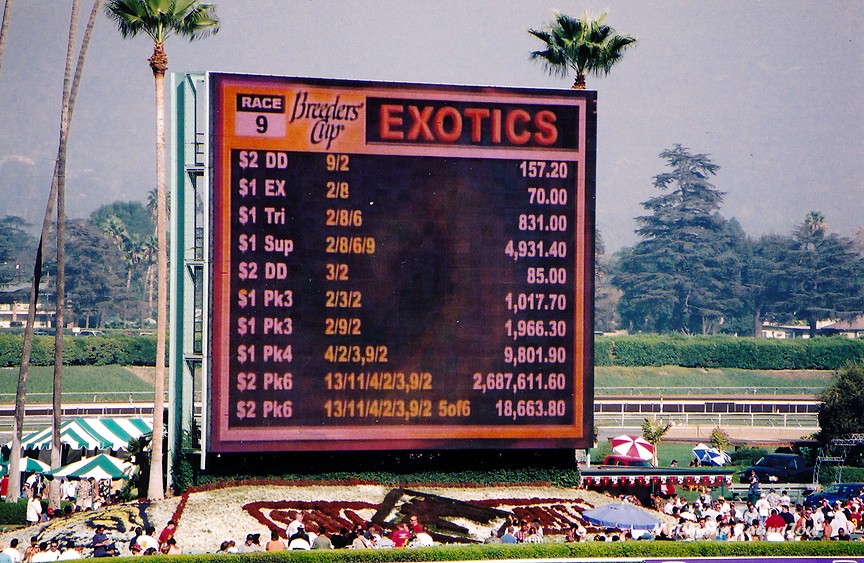 RACE
9
Breeders'
Cup
EXOTICS
$2 DD 9/2 157.20
$1 EX 2/8 70.00
$1 Tri 2/8/6 831.00
$1 Sup 2/8/6/9 4,931.40
$2 DD 3/2 85.00
$1 Pk3 2/3/2 1,017.70
$1 Pk3 2/9/2 1,966.30
$1 Pk4 4/2/3,9/2 9,801.90
$2 Pk6 13/11/4/2/3,9/2 2,687,611.60
$2 Pk6 13/11/4/2/3,9/2 5of6 18,663.80